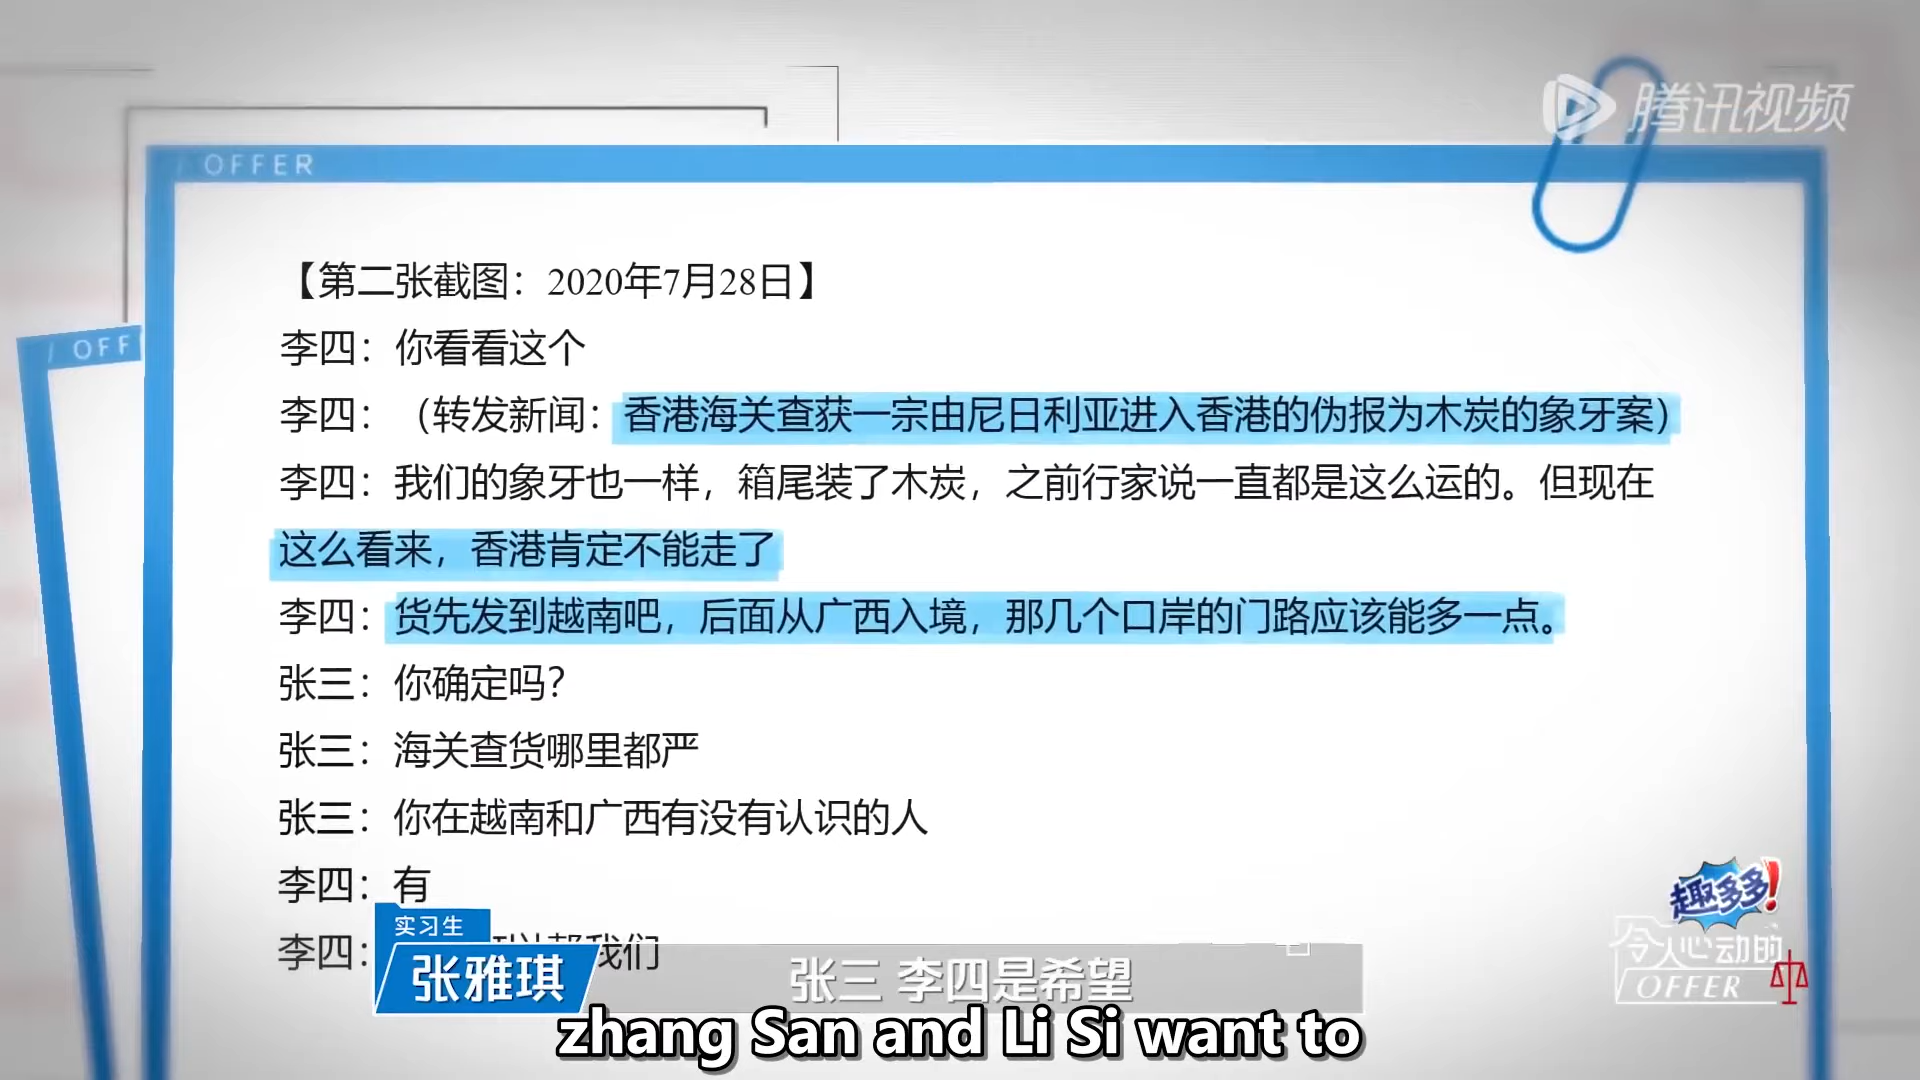 腾讯视频
/ OFFER
/ OFF
【第二张截图：2020年7月28日】
李四：你看看这个
李四：（转发新闻：香港海关查获一宗由尼日利亚进入香港的伪报为木炭的象牙案）
李四：我们的象牙也一样，箱尾装了木炭，之前行家说一直都是这么运的。但现在
这么看来，香港肯定不能走了
李四：货先发到越南吧，后面从广西入境，那几个口岸的门路应该能多一点。
张三：你确定吗？
张三：海关查货哪里都严
张三：你在越南和广西有没有认识的人
李四：有
李四：我们
实习生
张雅琪
张三 李四是希望
zhang San and Li Si want to
趣多多!
令人心动的
OFFER